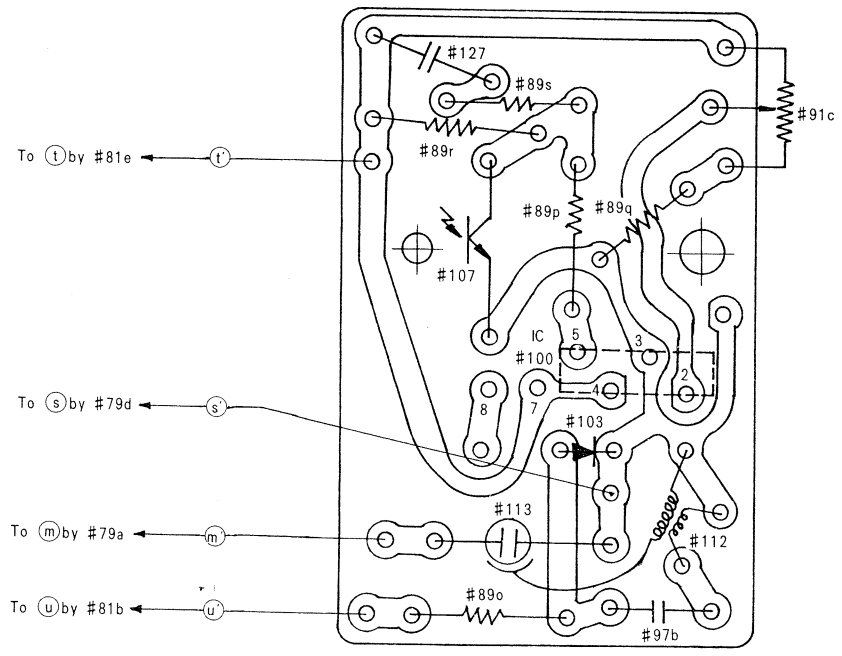 #127
#89s
#91c
To t by #81e
t'
#89r
#89p
#89q
#107
IC
#100
5
3
2
4
8
7
To s by #79d
s'
#103
#113
To m by #79a
m'
#112
To u by #81b
u'
#89o
#97b